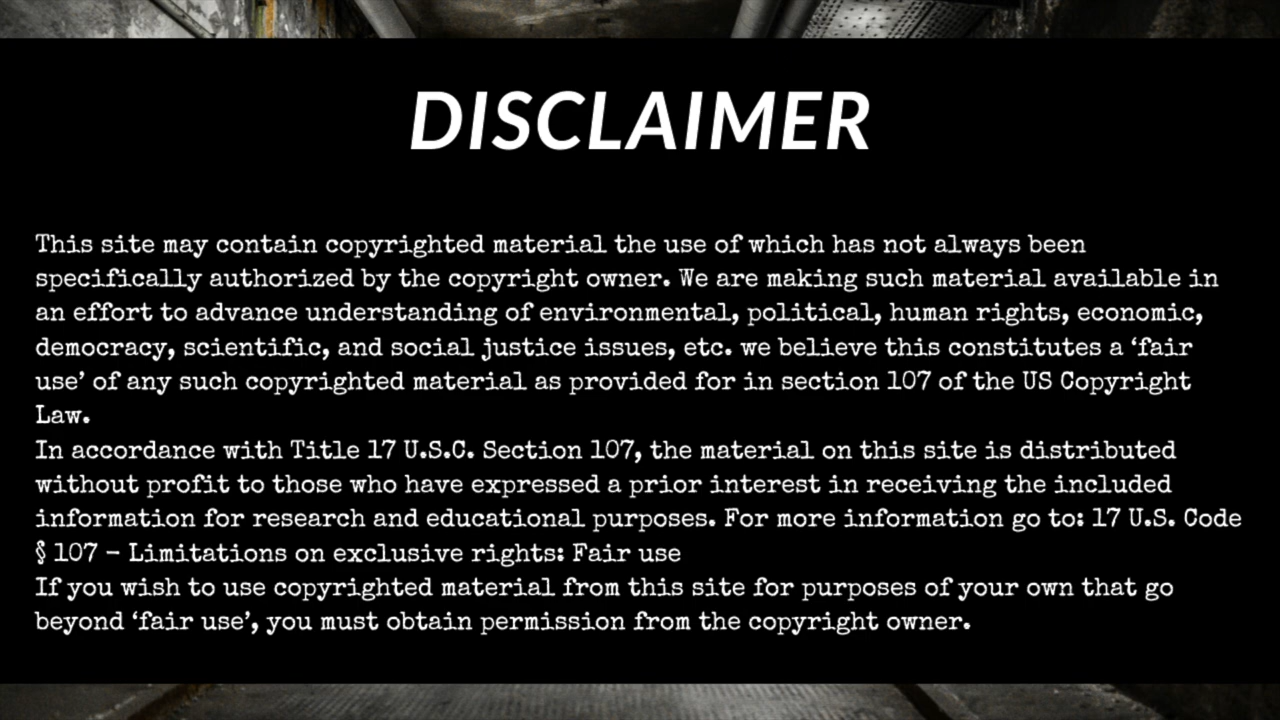 DISCLAIMER
This site may contain copyrighted material the use of which has not always been
specifically authorized by the copyright owner. We are making such material available in
an effort to advance understanding of environmental, political, human rights, economic,
democracy, scientific, and social justice issues, etc. we believe this constitutes a ‘fair
use’ of any such copyrighted material as provided for in section 107 of the US Copyright
Law.
In accordance with Title 17 U.S.C. Section 107, the material on this site is distributed
without profit to those who have expressed a prior interest in receiving the included
information for research and educational purposes. For more information go to: 17 U.S. Code
§ 107 – Limitations on exclusive rights: Fair use
If you wish to use copyrighted material from this site for purposes of your own that go
beyond ‘fair use’, you must obtain permission from the copyright owner.